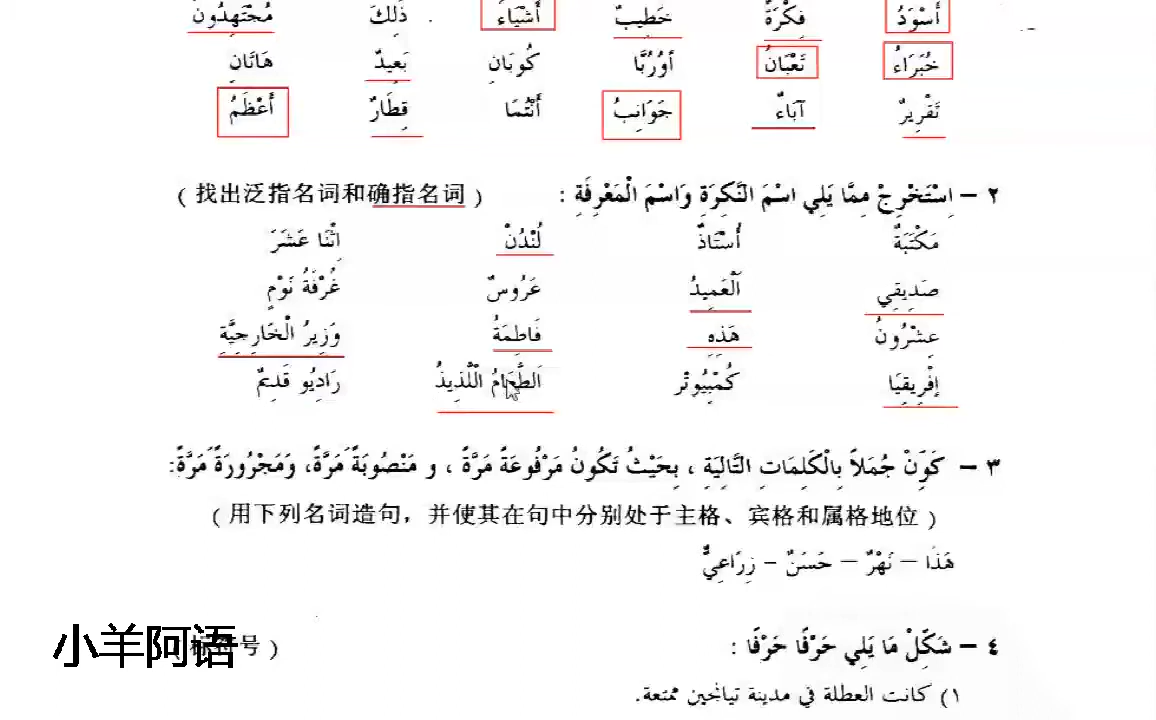 أَسْوَدُ فِكْرَةٌ خَطِيبٌ أَشْيَاءُ ذَلِكَ مُجْتَهِدُونَ
خُبَرَاءُ تَعْبَانُ أُورُبَّا كُوبَانِ بَعِيدٌ هَاتَانِ
تَقْرِيرٌ آبَاءٌ جَوَانِبُ أَنْتُمَا قِطَارٌ أَعْظَمُ
٢ – اِسْتَخْرِجْ مِمَّا يَلِي اسْمَ النَّكِرَةِ وَاسْمَ الْمَعْرِفَةِ : (找出泛指名词和确指名词)
مَكْتَبَةٌ أُسْتَاذٌ لُنْدُنْ اِثْنَا عَشَرَ
صَدِيقِي اَلْعَمِيدُ عَرُوسٌ غُرْفَةُ نَوْمٍ
عِشْرُونَ هَذِهِ فَاطِمَةُ وَزِيرُ الْخَارِجِيَّةِ
إِفْرِيقِيَا كُمْبِيُوتَر اَلطَّعَامُ الْلَّذِيذُ رَادِيُو قَدِيمٌ
٣ – كَوِّنْ جُمَلاً بِالْكَلِمَاتِ التَّالِيَةِ ، بِحَيْثُ تَكُونُ مَرْفُوعَةً مَرَّةً ، و مَنْصُوبَةً مَرَّةً، وَمَجْرُورَةً مَرَّةً:
(用下列名词造句，并使其在句中分别处于主格、宾格和属格地位)
هَذَا – نَهْرٌ – حَسَنٌ – زِرَاعِيٌّ
٤ – شَكِّلْ مَا يَلِي حَرْفًا حَرْفًا : 号)
小羊阿语
١) كانت العطلة في مدينة تيانجين ممتعة.